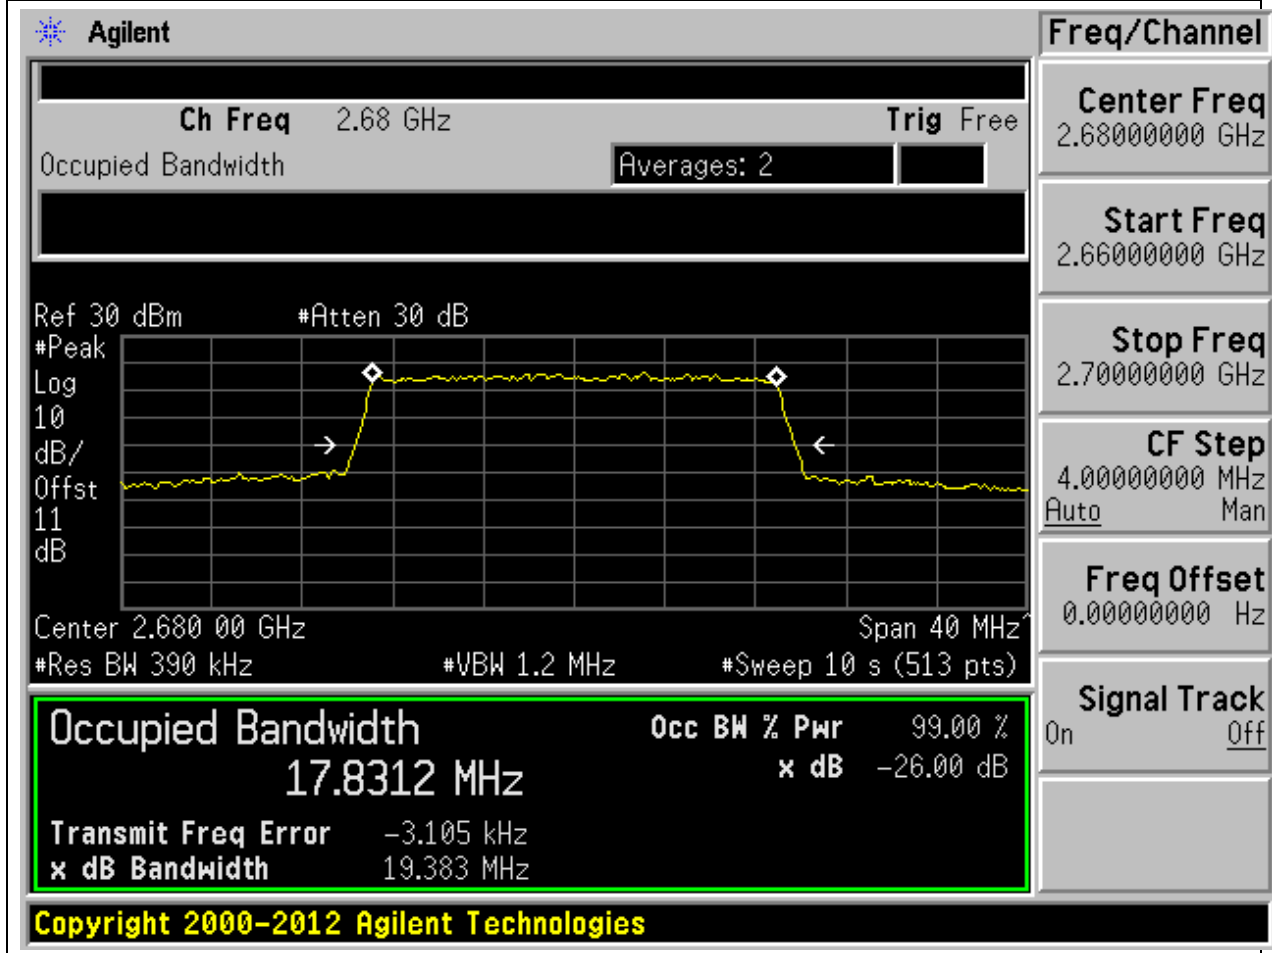 Agilent
Freq/Channel
Ch Freq 2.68 GHz Trig Free
Occupied Bandwidth Averages: 2
Center Freq
2.68000000 GHz
Start Freq
2.66000000 GHz
Stop Freq
2.70000000 GHz
CF Step
4.00000000 MHz
Auto Man
Freq Offset
0.00000000 Hz
Signal Track
On Off
Ref 30 dBm #Atten 30 dB
#Peak
Log
10
dB/
Offst
11
dB
Center 2.680 00 GHz Span 40 MHz^
#Res BW 390 kHz #VBW 1.2 MHz #Sweep 10 s (513 pts)
Occupied Bandwidth Occ BW % Pwr 99.00 %
17.8312 MHz x dB -26.00 dB
Transmit Freq Error -3.105 kHz
x dB Bandwidth 19.383 MHz
Copyright 2000-2012 Agilent Technologies